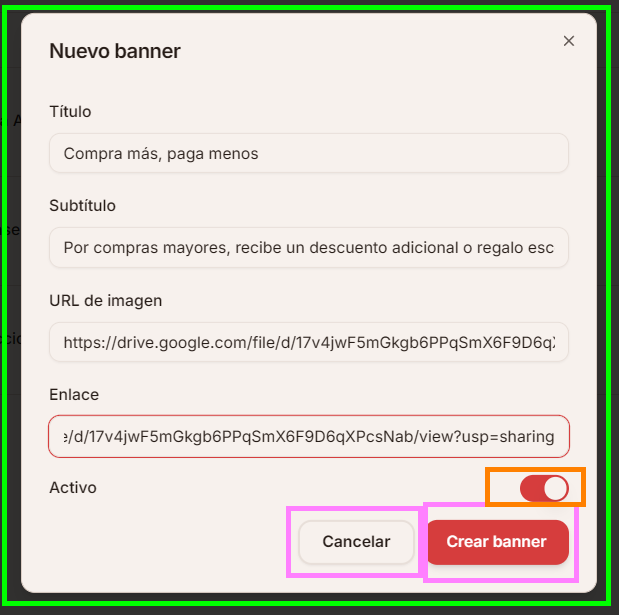 Nuevo banner
Título
Compra más, paga menos
Subtítulo
Por compras mayores, recibe un descuento adicional o regalo esc
URL de imagen
https://drive.google.com/file/d/17v4jwF5mGkgb6PPqSmX6F9D6qX
Enlace
e/d/17v4jwF5mGkgb6PPqSmX6F9D6qXPcsNab/view?usp=sharing
Activo
Cancelar
Crear banner